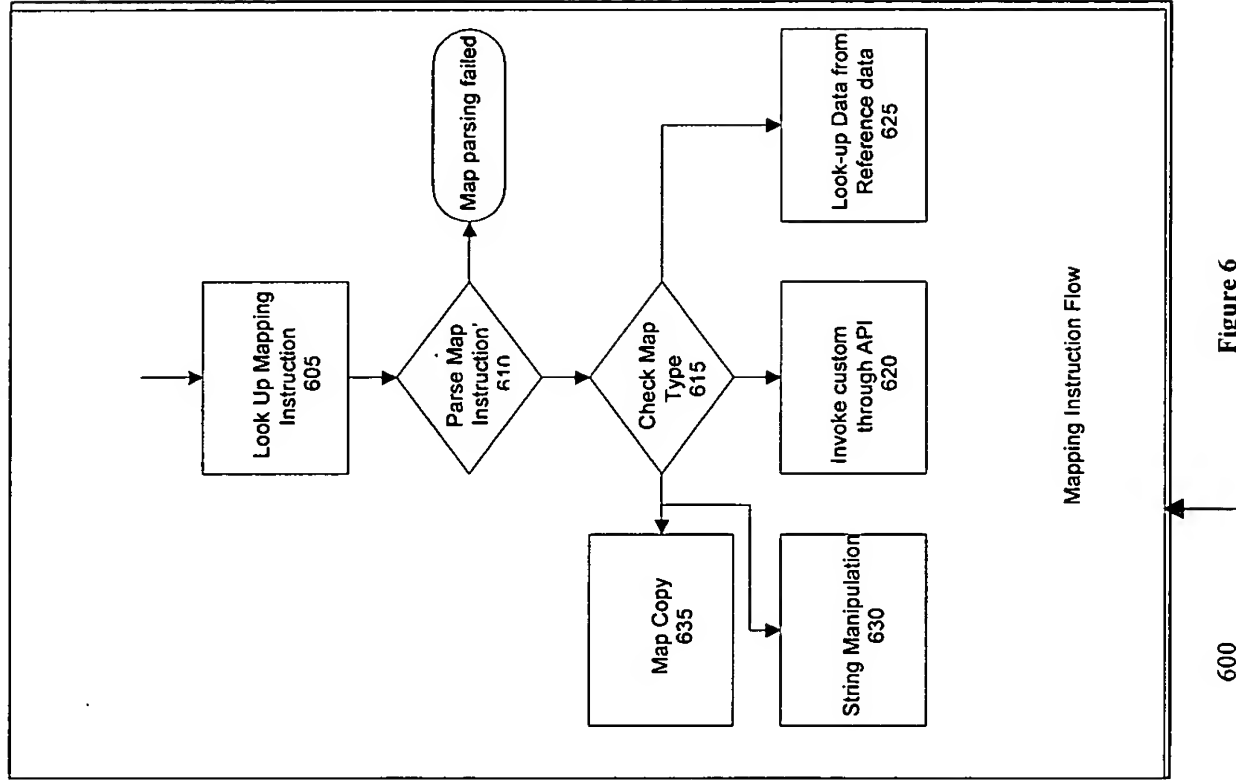 Look Up Mapping
Instruction
605
Parse Map
Instruction'
610
Map parsing failed
Check Map
Type
615
Map Copy
635
String Manipulation
630
Invoke custom
through API
620
Look-up Data from
Reference data
625
Mapping Instruction Flow
600
Figure 6